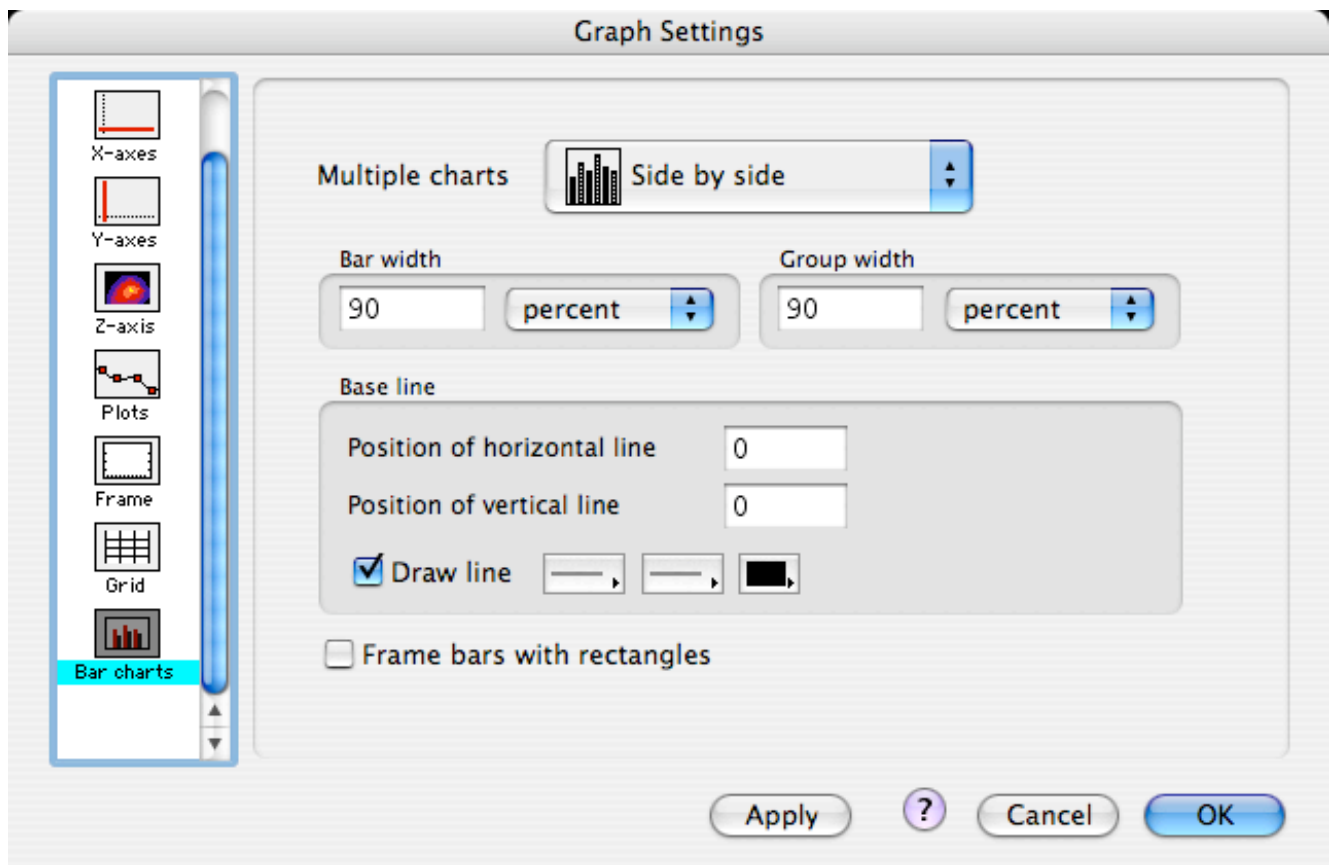 Graph Settings
X-axes
Y-axes
Z-axis
Plots
Frame
Grid
Bar charts
Multiple charts Side by side
Bar width Group width
90 percent 90 percent
Base line
Position of horizontal line 0
Position of vertical line 0
Draw line
Frame bars with rectangles
Apply ? Cancel OK